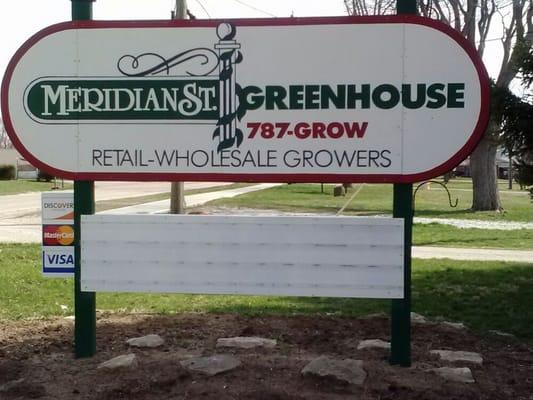 MERIDIAN ST. GREENHOUSE
787-GROW
RETAIL-WHOLESALE GROWERS
DISCOVER
MasterCard
VISA